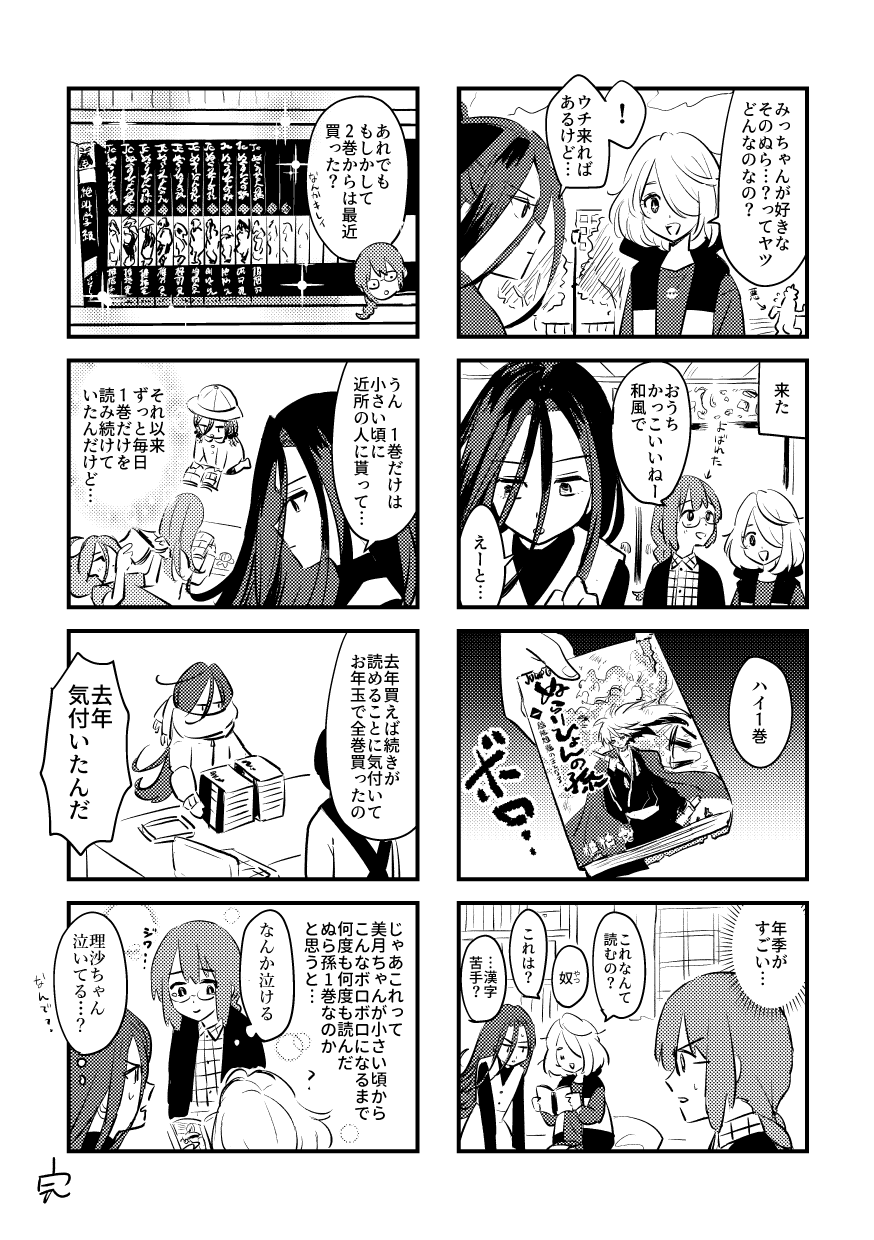 みっちゃんが好きな
そのぬら…?ってヤツ
どんなのなの?
!
ウチ来れば
あるけど…
来た
よばれた
おうち
かっこいいねー
和風で
えーと…
ハイ1巻
ぬらりひょんの孫
ボロ…
年季が
すごい…
これなんて
読むの?
奴
やつ
これは?
…漢字
苦手?
あれでも
もしかして
2巻からは最近
買った?
なんかキレイ
うん 1巻だけは
小さい頃に
近所の人に貰って…
それ以来
ずっと毎日
1巻だけを
読み続けて
いたんだけど…
去年買えば続きが
読めることに気付いて
お年玉で全巻買ったの
去年
気付いたんだ
じゃあこれって
美月ちゃんが小さい頃から
こんなボロボロになるまで
何度も何度も読んだ
ぬら孫1巻なのか
と思うと…
なんか泣ける
ジワ…
?
理沙ちゃん
泣いてる…?
なんで?
完